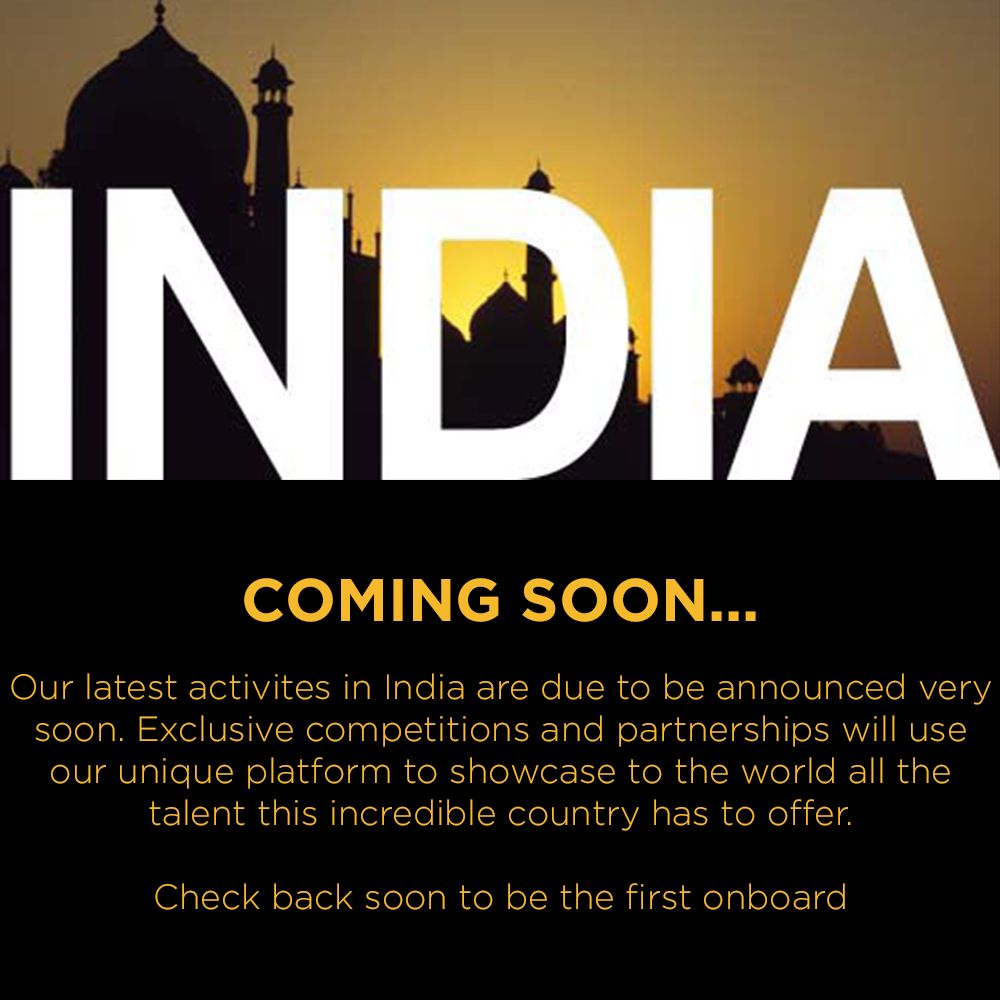 INDIA
COMING SOON...
Our latest activites in India are due to be announced very
soon. Exclusive competitions and partnerships will use
our unique platform to showcase to the world all the
talent this incredible country has to offer.
Check back soon to be the first onboard